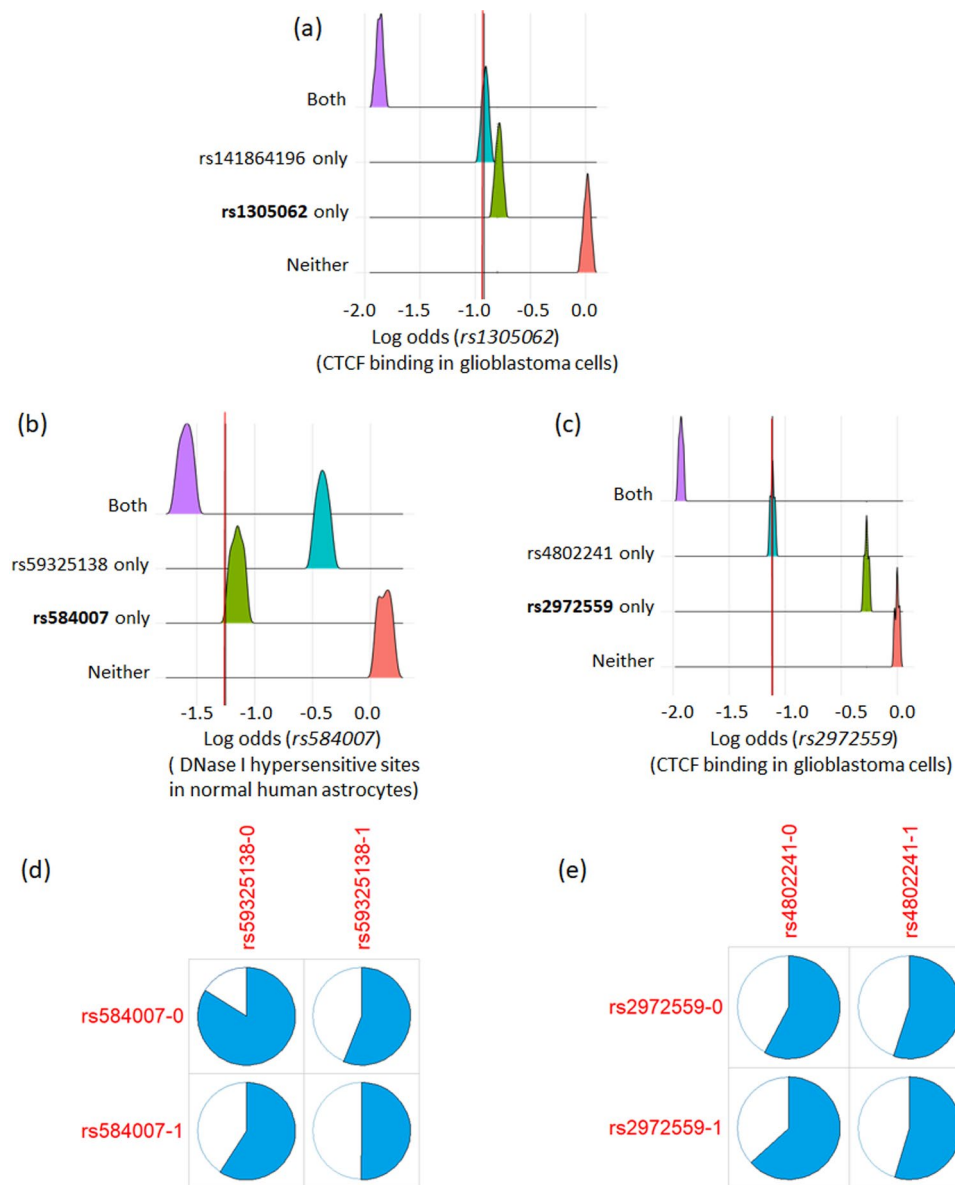 (a)
Both
rs141864196 only
rs1305062 only
Neither
-2.0 -1.5 -1.0 -0.5 0.0
Log odds (rs1305062)
(CTCF binding in glioblastoma cells)
(b)
Both
rs59325138 only
rs584007 only
Neither
-1.5 -1.0 -0.5 0.0
Log odds (rs584007)
( DNase I hypersensitive sites
in normal human astrocytes)
(c)
Both
rs4802241 only
rs2972559 only
Neither
-2.0 -1.5 -1.0 -0.5 0.0
Log odds (rs2972559)
(CTCF binding in glioblastoma cells)
(d)
rs59325138-0
rs59325138-1
rs584007-0
rs584007-1
(e)
rs4802241-0
rs4802241-1
rs2972559-0
rs2972559-1